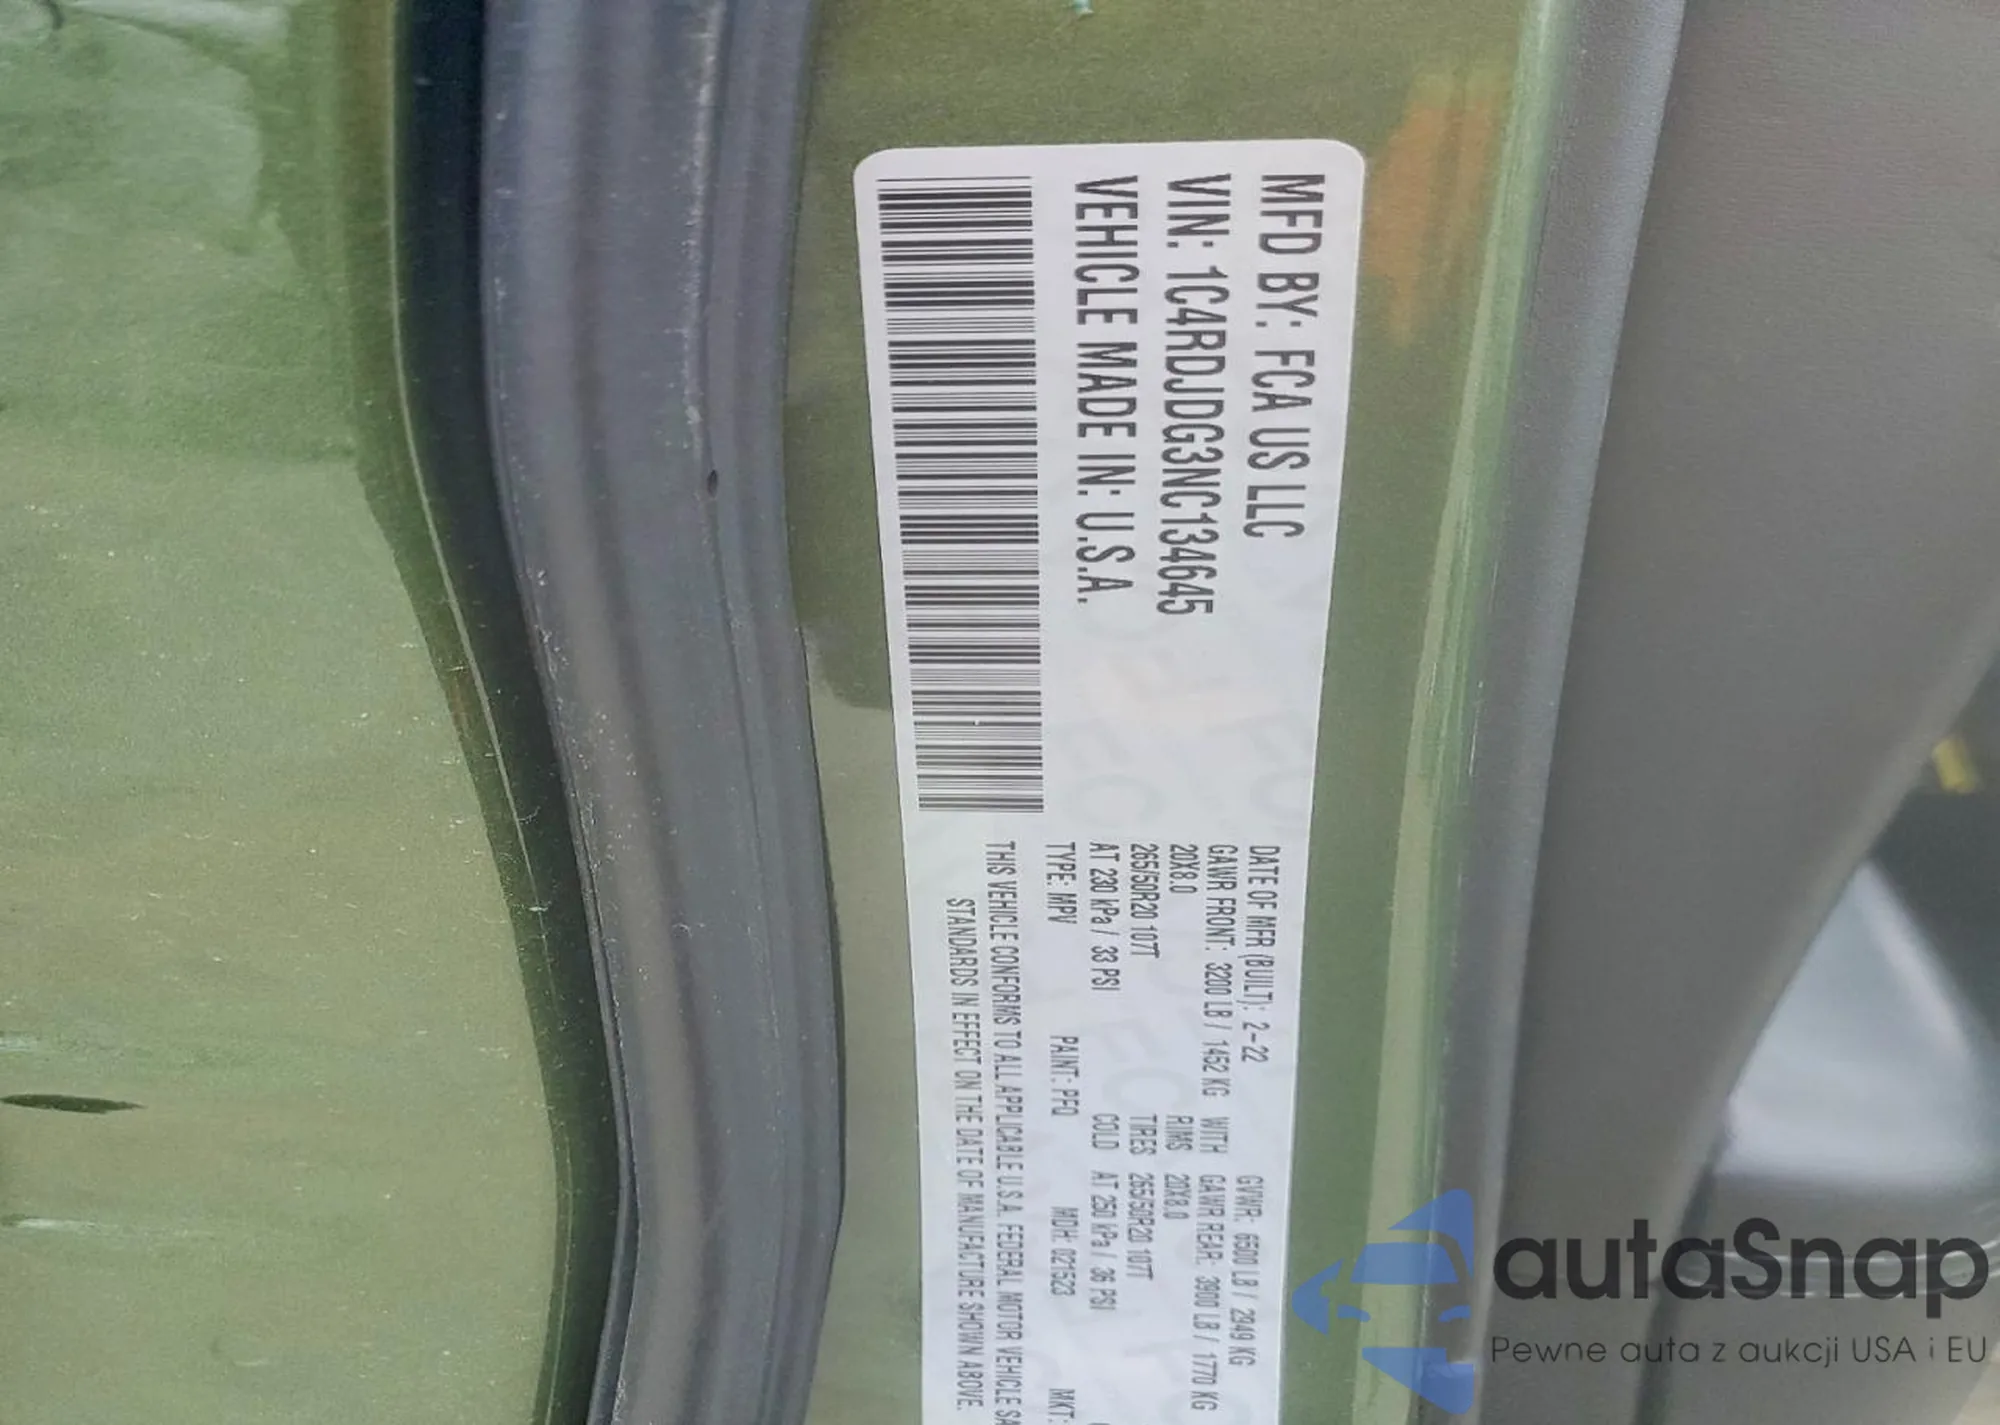 MFD BY: FCA US LLC
VIN: 1C4RDJDG3NC134645
VEHICLE MADE IN: U.S.A.
DATE OF MFR (BUILT): 2-22 GVWR: 6500 LB / 2949 KG
GAWR FRONT: 3200 LB / 1452 KG WITH GAWR REAR: 3900 LB / 1770 KG
20X8.0 RIMS 20X8.0
265/50R20 107T TIRES 265/50R20 107T
AT 230 kPa / 33 PSI COLD AT 250 kPa / 36 PSI
TYPE: MPV PAINT: PFQ MDH: 021523 MKT:
THIS VEHICLE CONFORMS TO ALL APPLICABLE U.S.A. FEDERAL MOTOR VEHICLE SA
STANDARDS IN EFFECT ON THE DATE OF MANUFACTURE SHOWN ABOVE.
autaSnap
Pewne auta z aukcji USA i EU